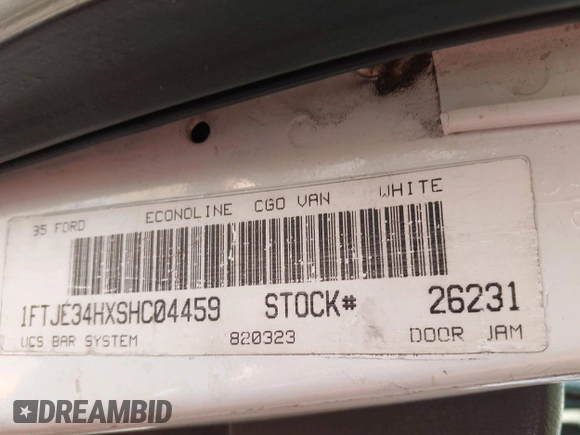 95 FORD ECONOLINE CGO VAN WHITE
1FTJE34HXSHC04459 STOCK# 26231
UCS BAR SYSTEM 820323 DOOR JAM
DREAMBID